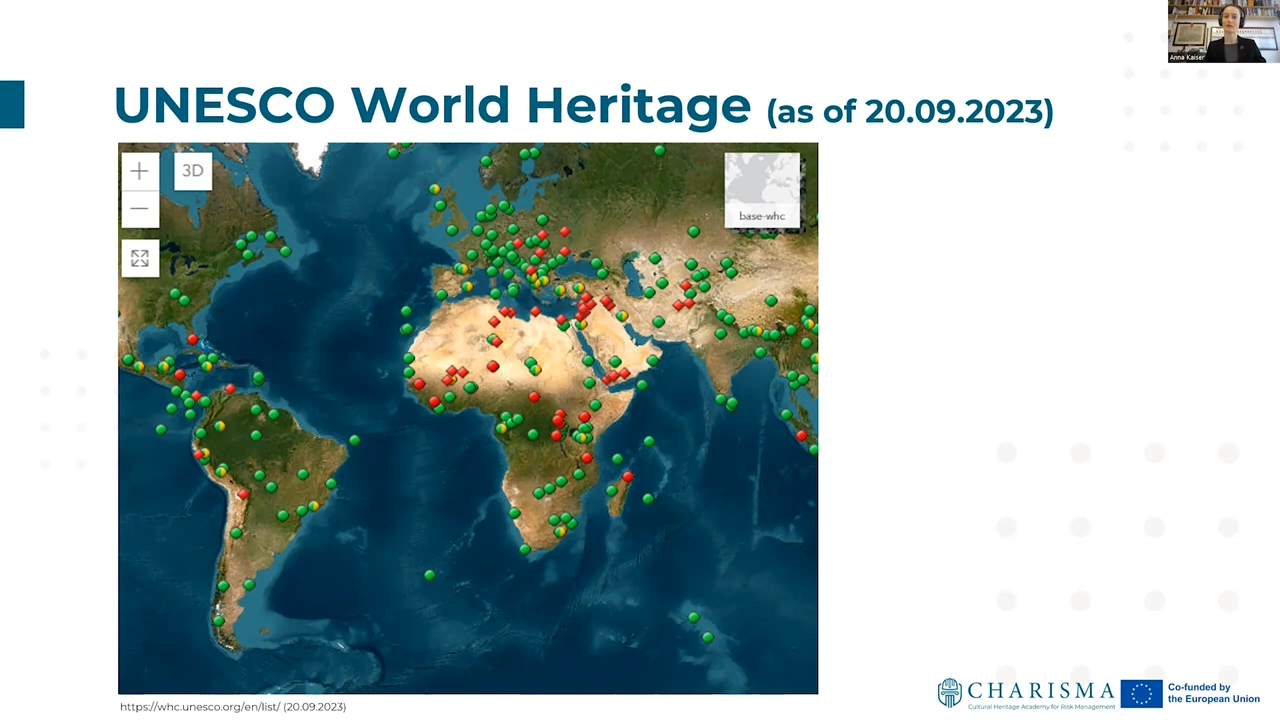 Anna Kaiser
UNESCO World Heritage (as of 20.09.2023)
3D
base-whc
https://whc.unesco.org/en/list/ (20.09.2023)
CHARISMA
Cultural Heritage Academy for Risk Management
Co-funded by
the European Union